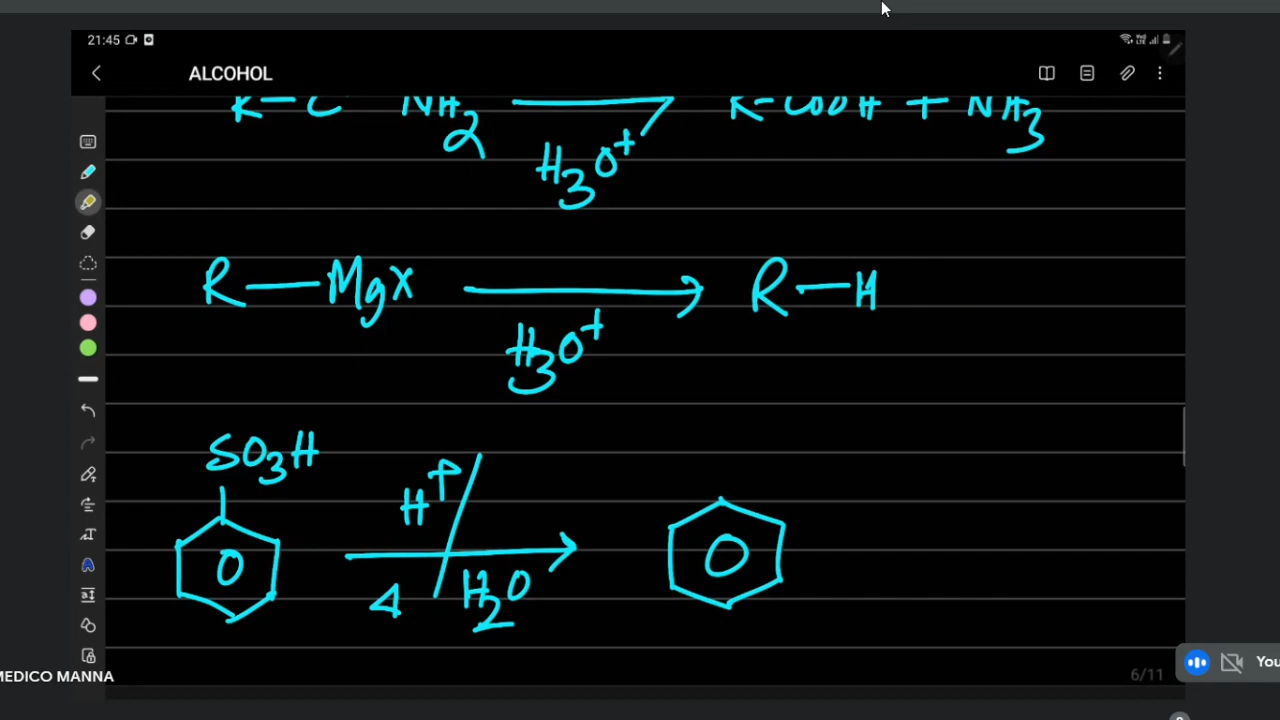 21:45
ALCOHOL
R—C NH2 → R-COOH + NH3
H3O+
R—MgX → R—H
H3O+
SO3H
H+ / H2O
Δ
6/11
MEDICO MANNA
You